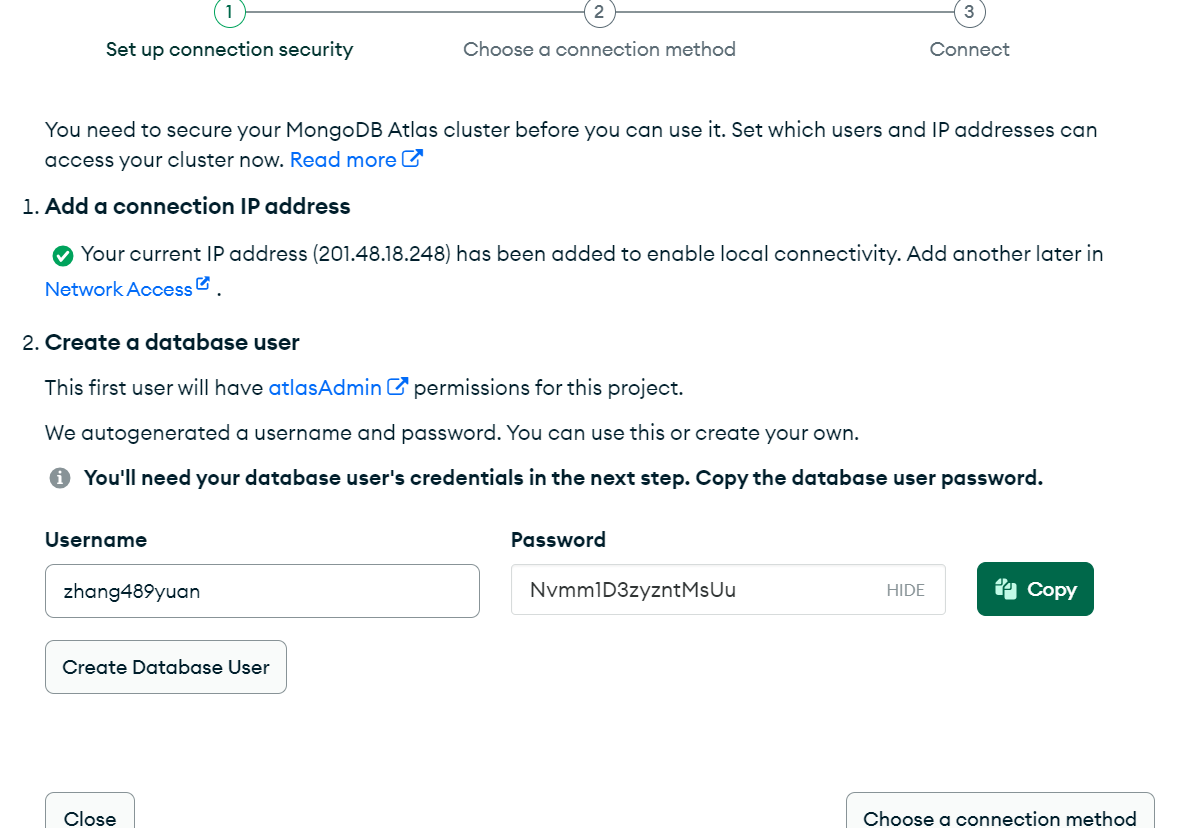 1
2
3
Set up connection security
Choose a connection method
Connect
You need to secure your MongoDB Atlas cluster before you can use it. Set which users and IP addresses can
access your cluster now. Read more
1. Add a connection IP address
Your current IP address (201.48.18.248) has been added to enable local connectivity. Add another later in
Network Access .
2. Create a database user
This first user will have atlasAdmin permissions for this project.
We autogenerated a username and password. You can use this or create your own.
You'll need your database user's credentials in the next step. Copy the database user password.
Username
Password
zhang489yuan
Nvmm1D3zyzntMsUu
HIDE
Copy
Create Database User
Close
Choose a connection method